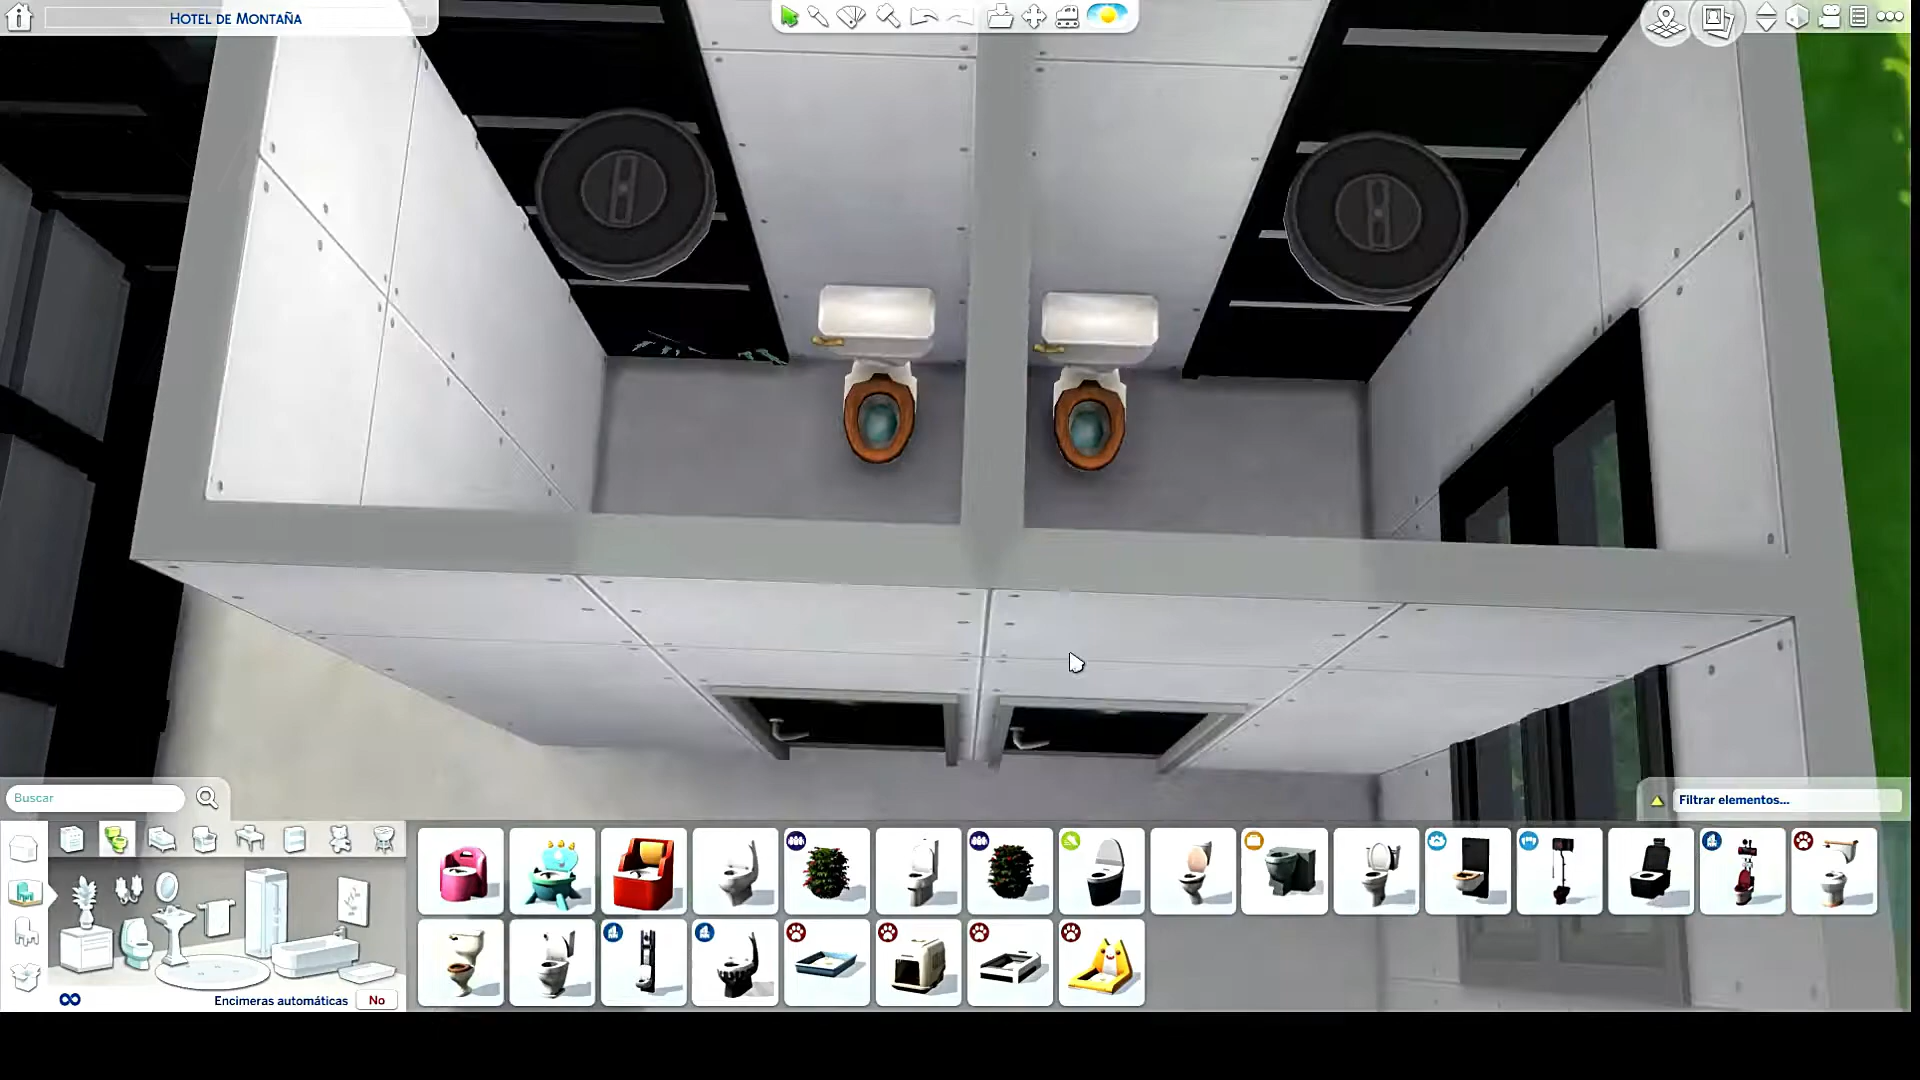 HOTEL DE MONTAÑA
Buscar
Filtrar elementos...
Encimeras automáticas
No